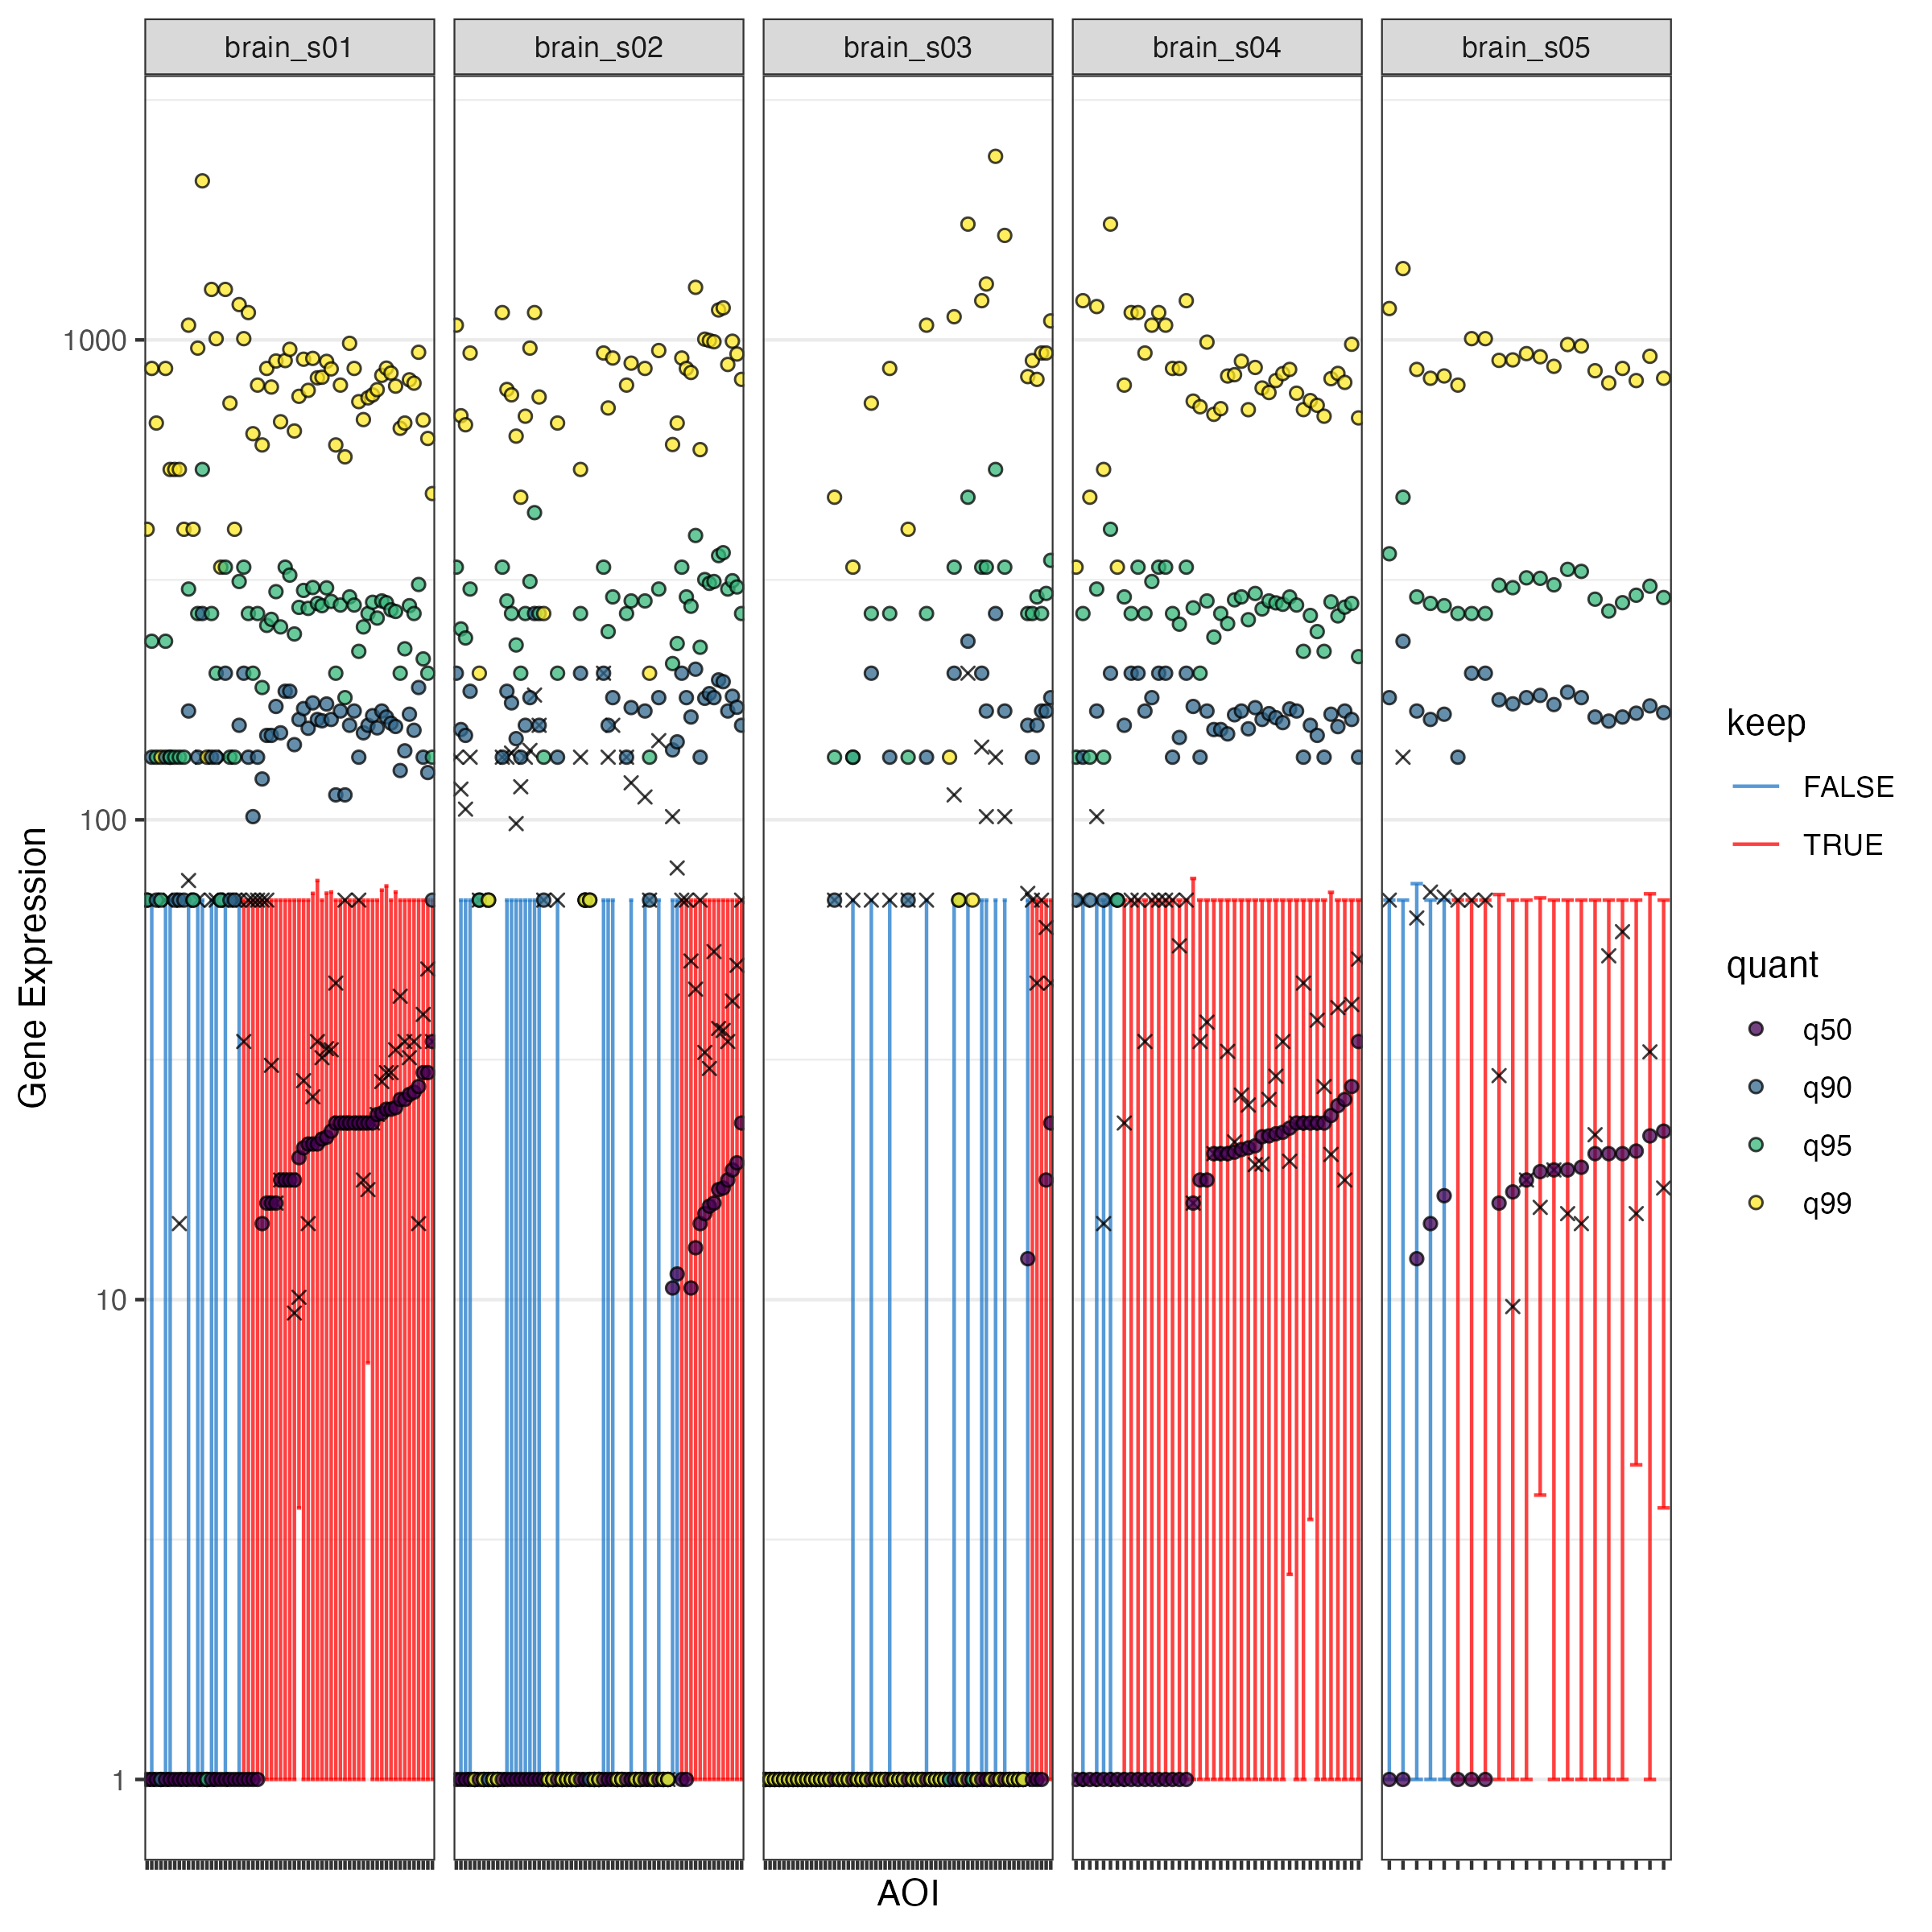 brain_s01 brain_s02 brain_s03 brain_s04 brain_s05
1000
100
10
1
Gene Expression
AOI
keep
FALSE
TRUE
quant
q50
q90
q95
q99